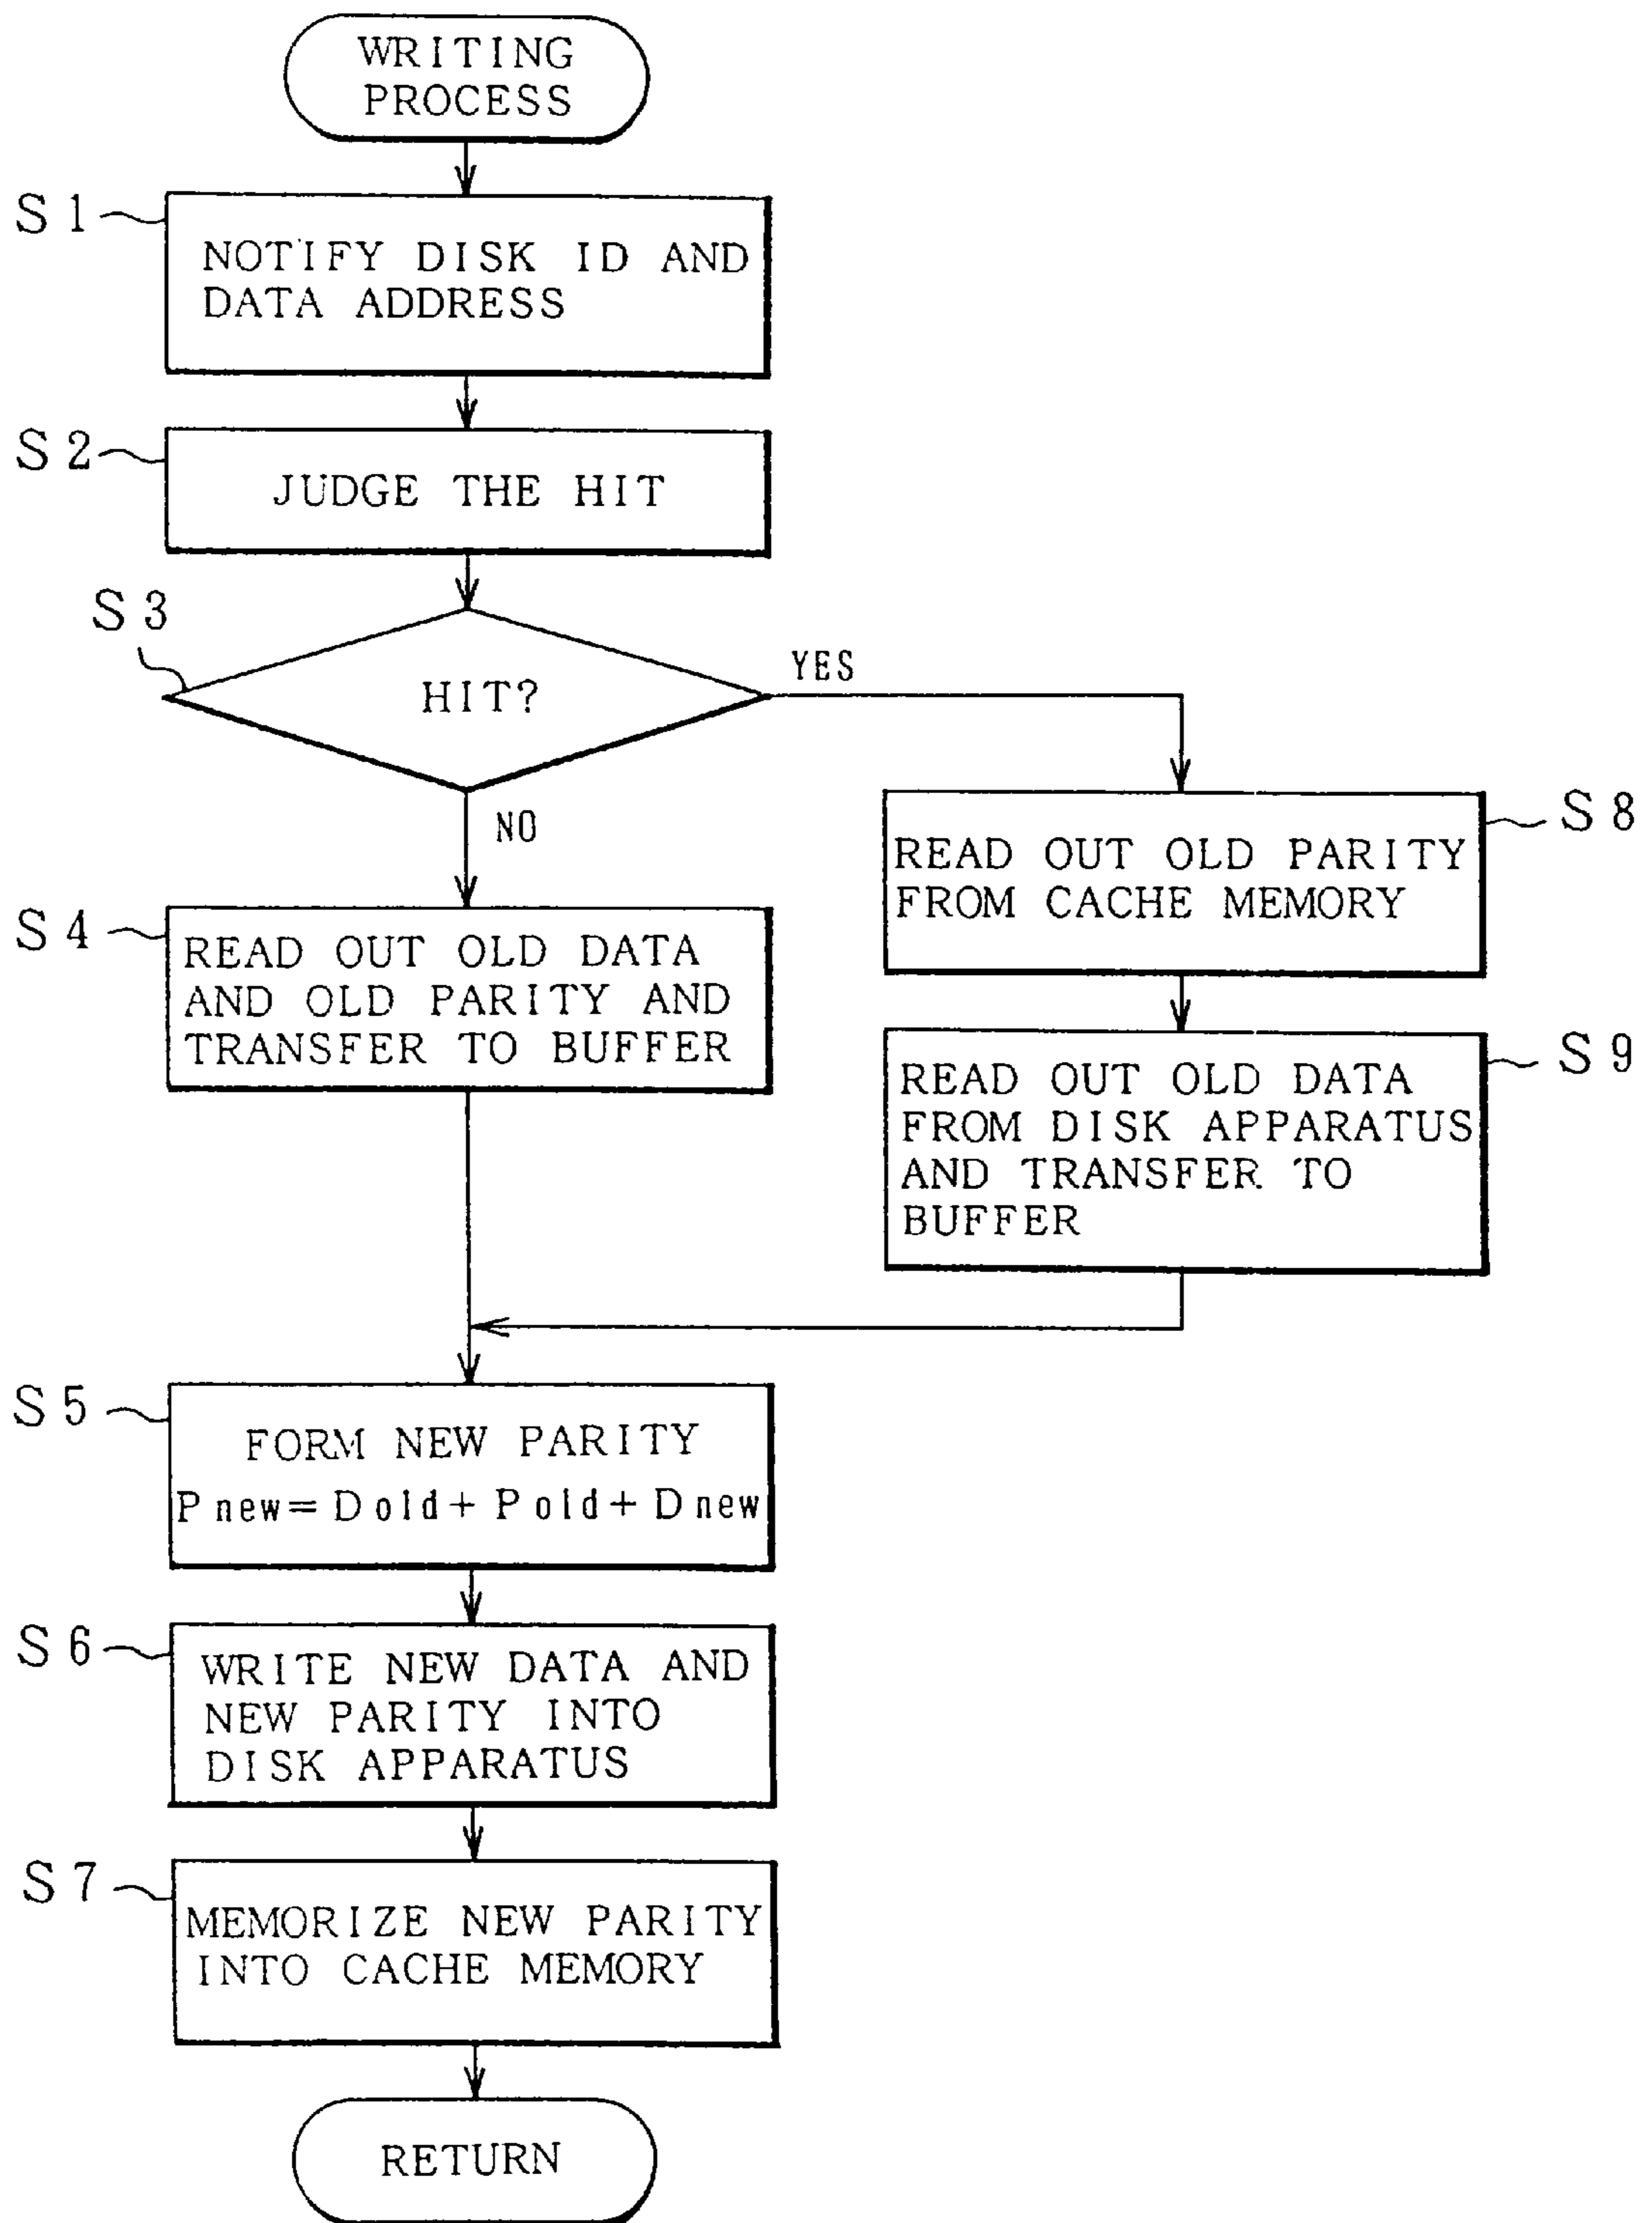 WRITING
PROCESS
S1
NOTIFY DISK ID AND
DATA ADDRESS
S2
JUDGE THE HIT
S3
HIT?
YES
NO
S8
READ OUT OLD PARITY
FROM CACHE MEMORY
S4
READ OUT OLD DATA
AND OLD PARITY AND
TRANSFER TO BUFFER
S9
READ OUT OLD DATA
FROM DISK APPARATUS
AND TRANSFER TO
BUFFER
S5
FORM NEW PARITY
Pnew=Dold+Pold+Dnew
S6
WRITE NEW DATA AND
NEW PARITY INTO
DISK APPARATUS
S7
MEMORIZE NEW PARITY
INTO CACHE MEMORY
RETURN